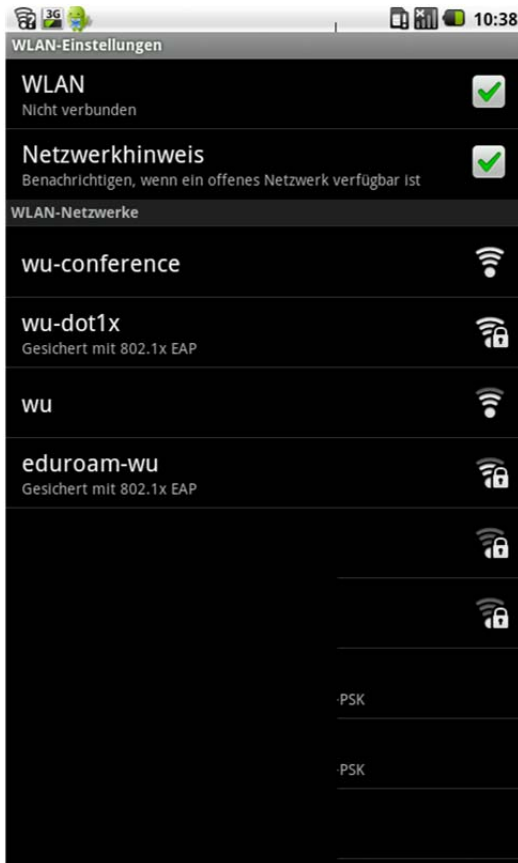 3G
10:38
WLAN-Einstellungen
WLAN
Nicht verbunden
Netzwerkhinweis
Benachrichtigen, wenn ein offenes Netzwerk verfügbar ist
WLAN-Netzwerke
wu-conference
wu-dot1x
Gesichert mit 802.1x EAP
wu
eduroam-wu
Gesichert mit 802.1x EAP
-PSK
-PSK